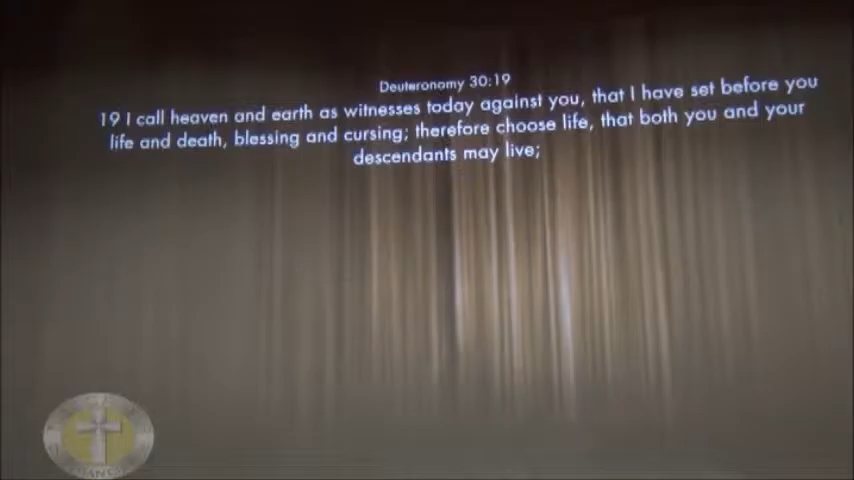 Deuteronomy 30:19
19 I call heaven and earth as witnesses today against you, that I have set before you
life and death, blessing and cursing; therefore choose life, that both you and your
descendants may live;